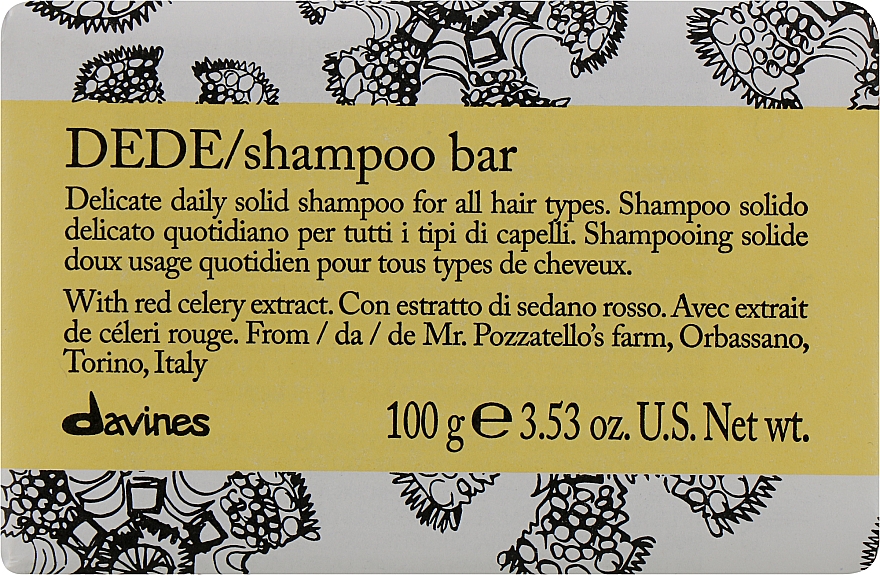 DEDE/shampoo bar
Delicate daily solid shampoo for all hair types. Shampoo solido
delicato quotidiano per tutti i tipi di capelli. Shampooing solide
doux usage quotidien pour tous types de cheveux.
With red celery extract. Con estratto di sedano rosso. Avec extrait
de céleri rouge. From / da / de Mr. Pozzatello's farm, Orbassano,
Torino, Italy
davines 100 g e 3.53 oz. U.S. Net wt.